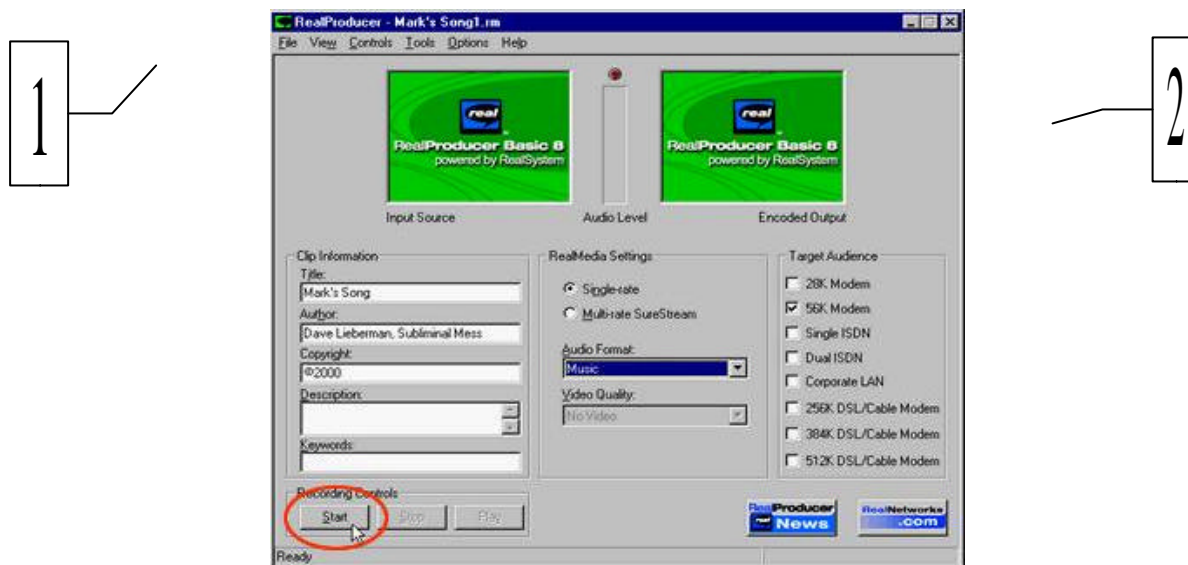 RealProducer - Mark's Song1.rm
File View Controls Tools Options Help
1
2
real
RealProducer Basic 8
powered by RealSystem
real
RealProducer Basic 8
powered by RealSystem
Input Source
Audio Level
Encoded Output
Clip Information
Title:
Mark's Song
Author:
Dave Lieberman, Subliminal Mess
Copyright:
©2000
Description:
Keywords:
RealMedia Settings
Single-rate
Multi-rate SureStream
Audio Format:
Music
Video Quality:
No Video
Target Audience
28K Modem
56K Modem
Single ISDN
Dual ISDN
Corporate LAN
256K DSL/Cable Modem
384K DSL/Cable Modem
512K DSL/Cable Modem
Recording Controls
Start
Stop
Play
RealProducer
News
RealNetworks
.com
Ready